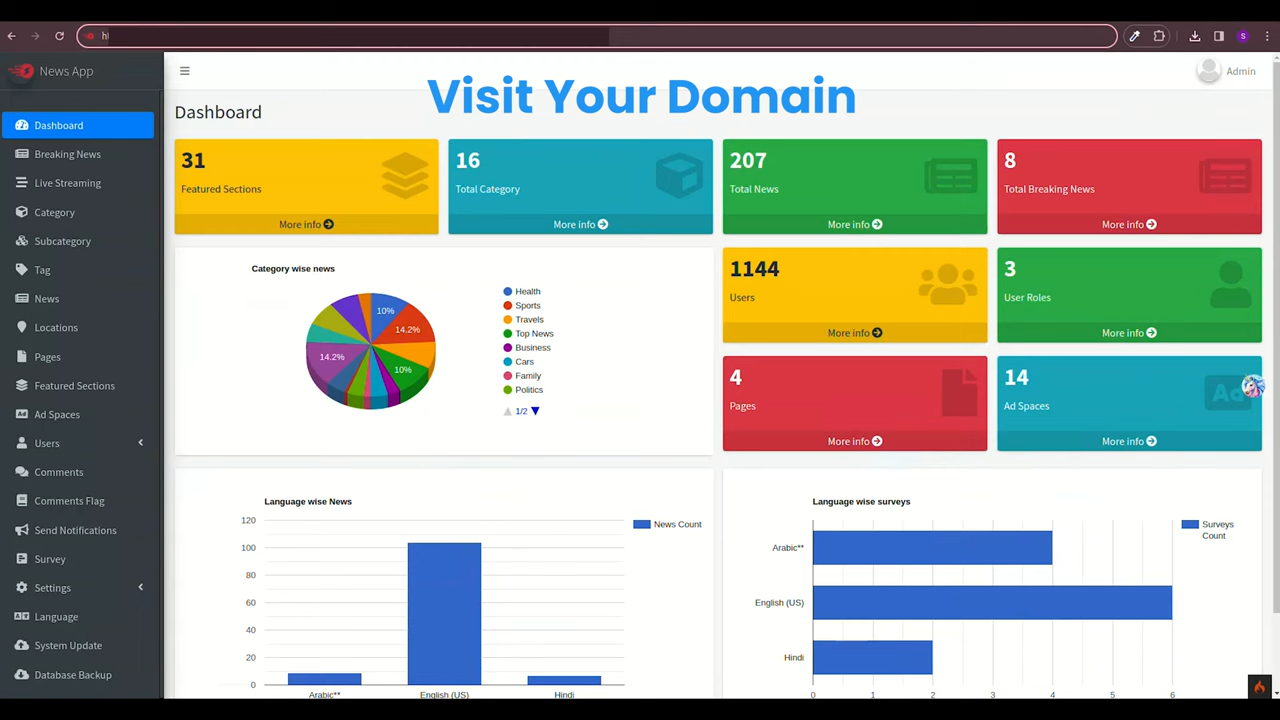 ht
S
News App
Admin
Visit Your Domain
Dashboard
Dashboard
Breaking News
Live Streaming
Category
Subcategory
Tag
News
Locations
Pages
Featured Sections
Ad Spaces
Users
Comments
Comments Flag
Send Notifications
Survey
Settings
Language
System Update
Database Backup
31
Featured Sections
More info
16
Total Category
More info
207
Total News
More info
8
Total Breaking News
More info
Category wise news
10%
14.2%
14.2%
10%
Health
Sports
Travels
Top News
Business
Cars
Family
Politics
1/2
1144
Users
More info
3
User Roles
More info
4
Pages
More info
14
Ad Spaces
Ad
More info
Language wise News
120
100
80
60
40
20
0
News Count
Arabic**
English (US)
Hindi
Language wise surveys
Surveys
Count
Arabic**
English (US)
Hindi
0 1 2 3 4 5 6